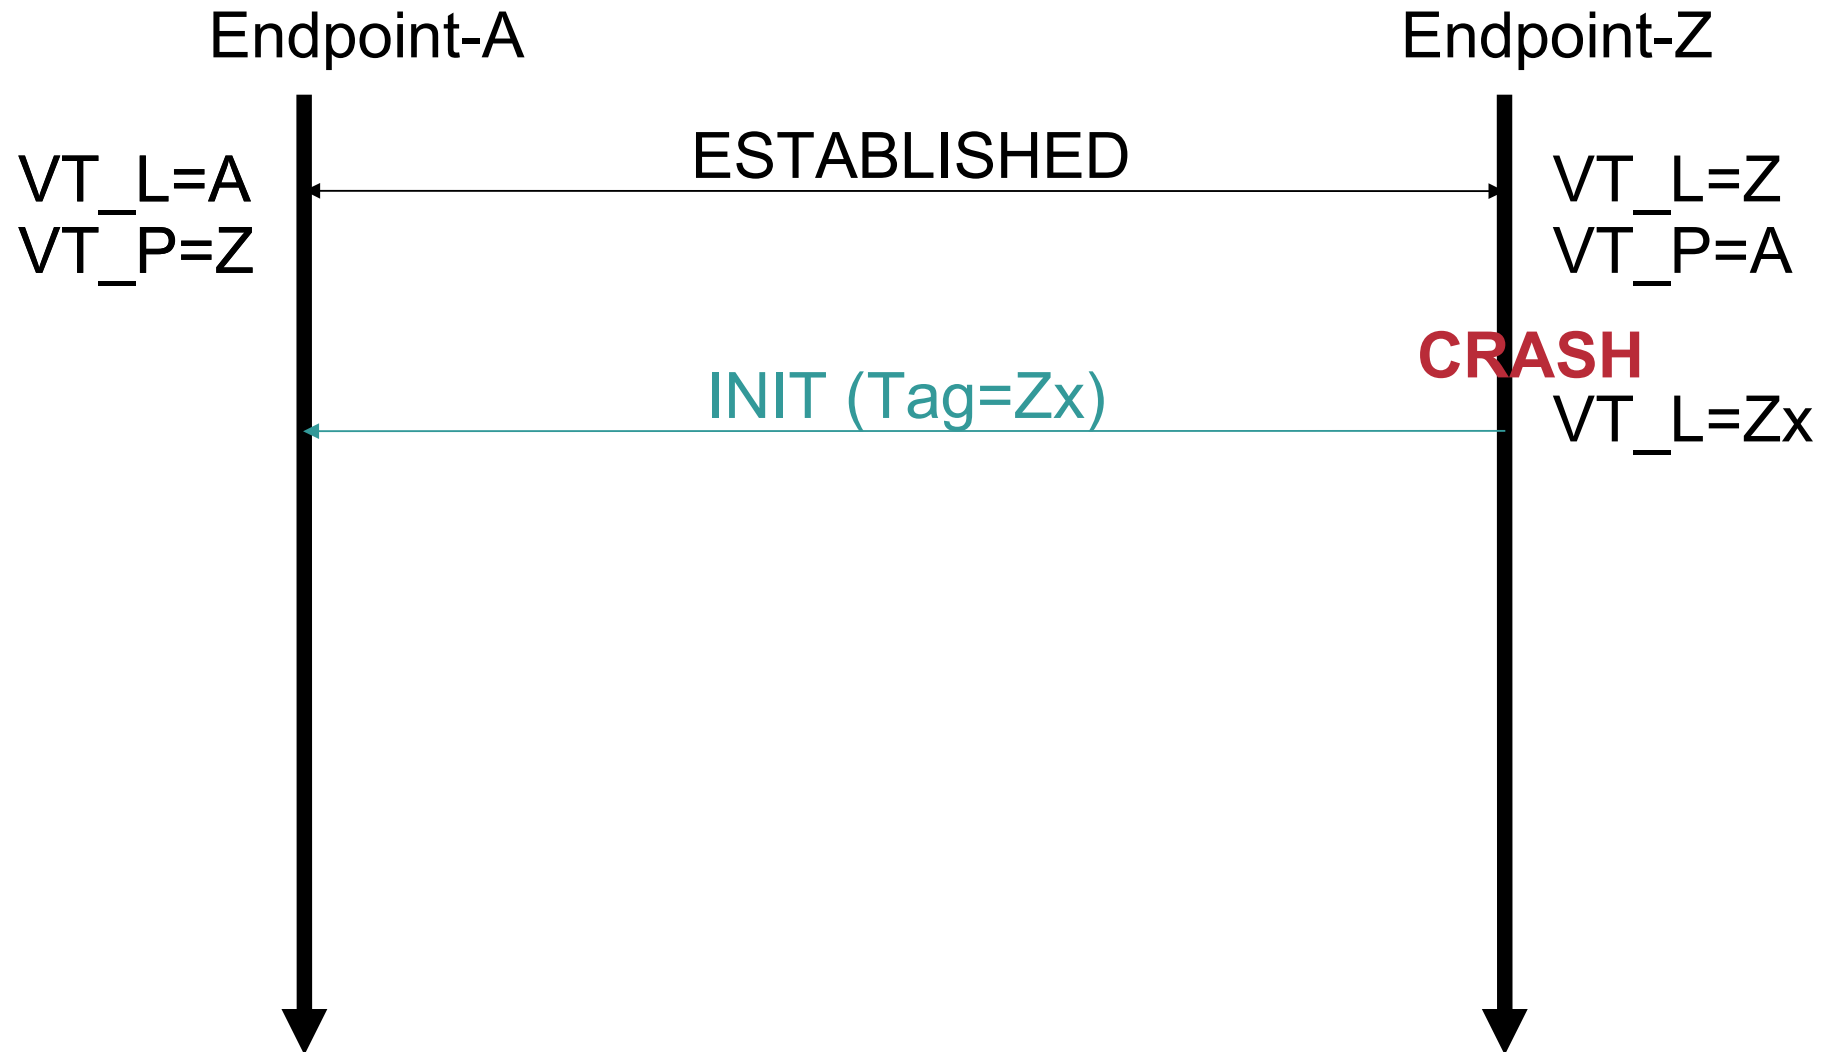 Endpoint-A
Endpoint-Z
ESTABLISHED
VT_L=A
VT_P=Z
VT_L=Z
VT_P=A
CRASH
INIT (Tag=Zx)
VT_L=Zx